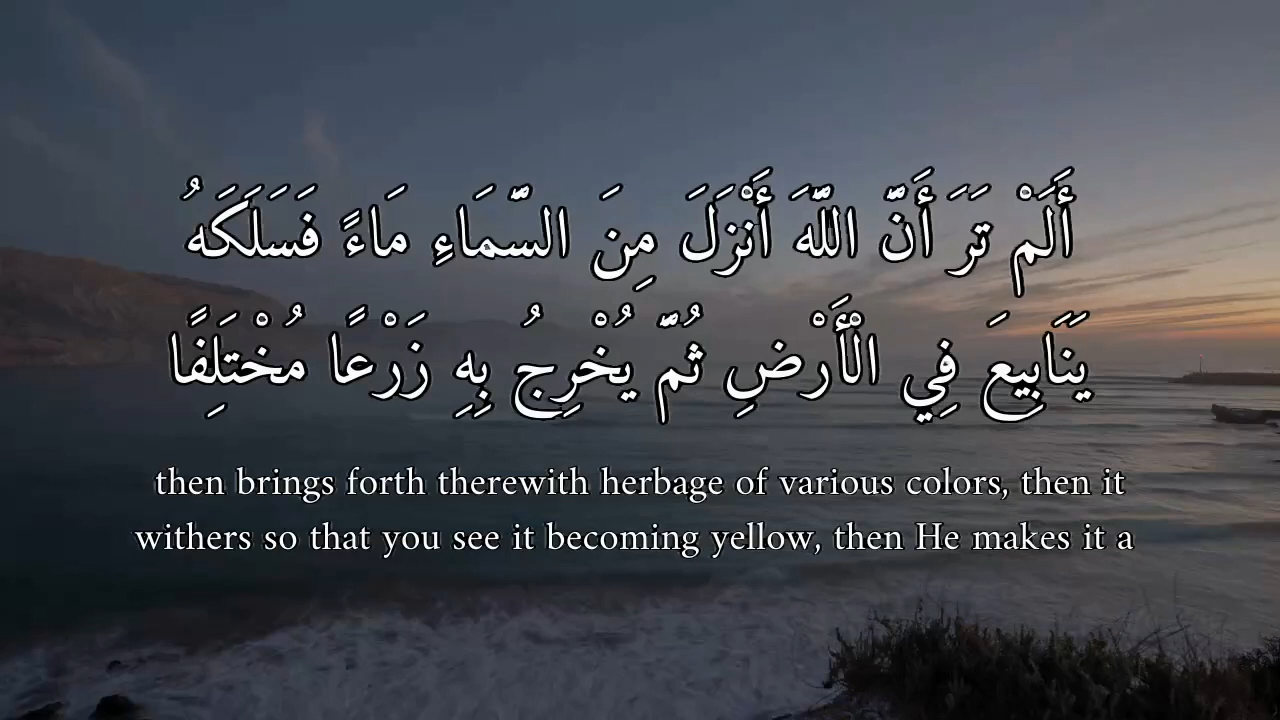 أَلَمْ تَرَ أَنَّ اللَّهَ أَنْزَلَ مِنَ السَّمَاءِ مَاءً فَسَلَكَهُ
يَنَابِيعَ فِي الْأَرْضِ ثُمَّ يُخْرِجُ بِهِ زَرْعًا مُخْتَلِفًا
then brings forth therewith herbage of various colors, then it
withers so that you see it becoming yellow, then He makes it a